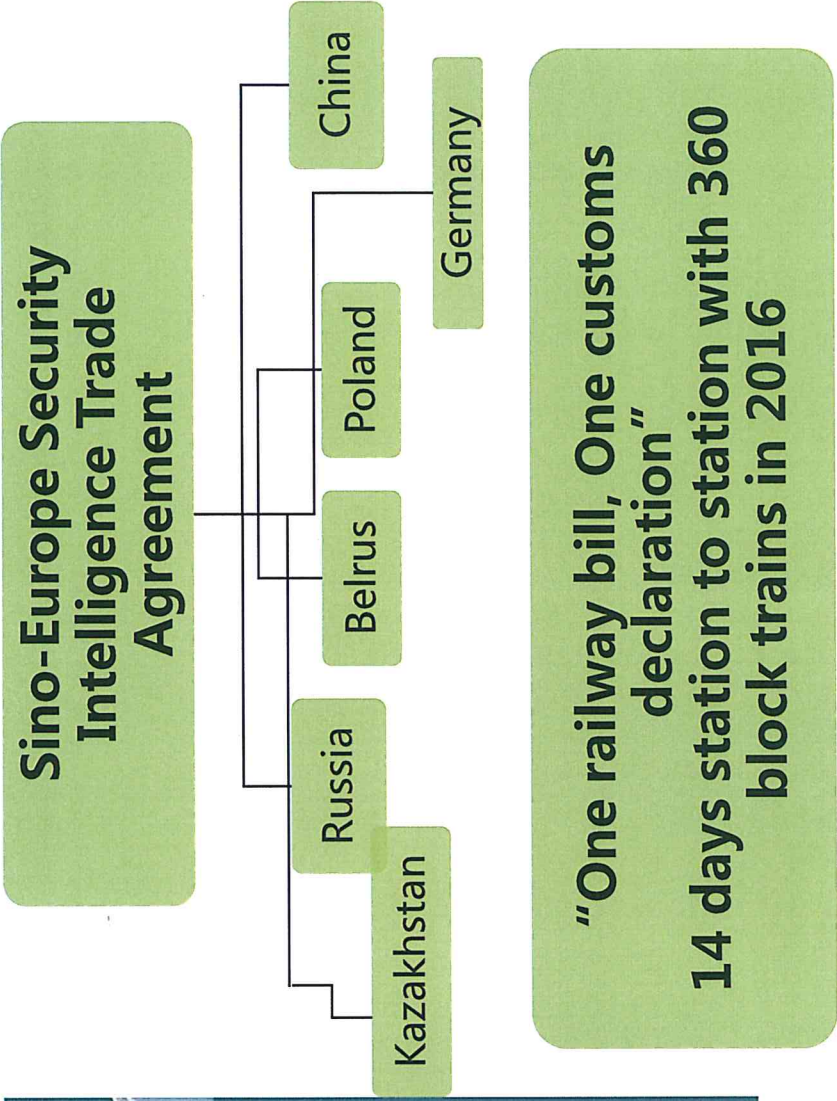 Sino-Europe Security
Intelligence Trade
Agreement
Kazakhstan
Russia
Belrus
Poland
Germany
China
“One railway bill, One customs
declaration”
14 days station to station with 360
block trains in 2016